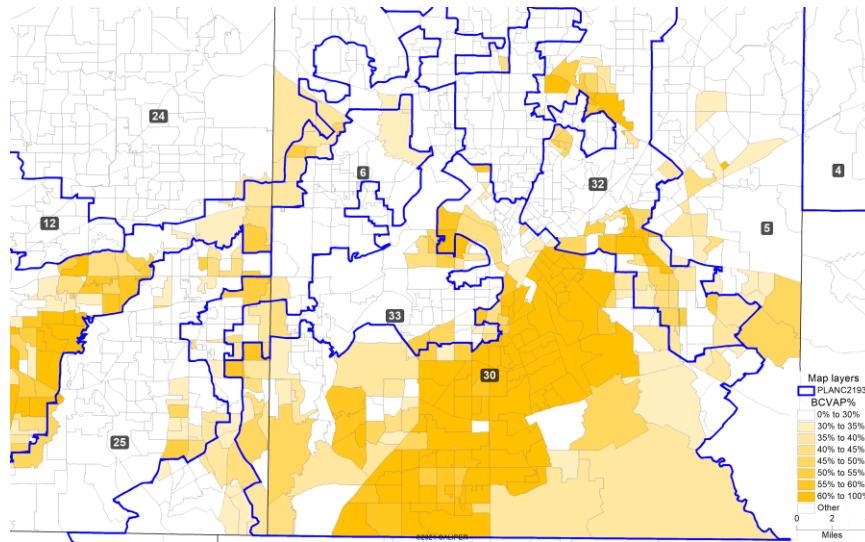 24
4
6
32
12
5
33
30
25
Map layers
PLANC2193
BCVAP%
0% to 30%
30% to 35%
35% to 40%
40% to 45%
45% to 50%
50% to 55%
55% to 60%
60% to 100%
Other
0 2
Miles
©2021 CALIPER